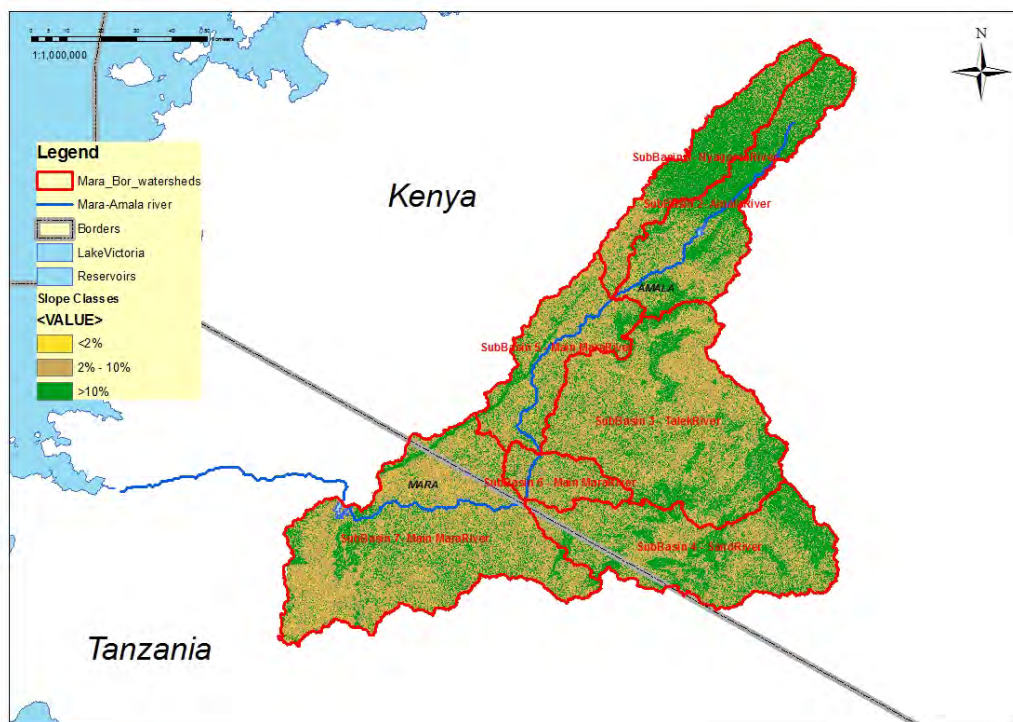 N
1:1,000,000
Legend
Mara_Bor_watersheds
Mara-Amala river
Borders
LakeVictoria
Reservoirs
Slope Classes
<VALUE>
<2%
2% - 10%
>10%
Kenya
AMALA
SubBasin 5 - Main MaraRiver
SubBasin 3 - TalekRiver
MARA
SubBasin 6 - Main MaraRiver
SubBasin 7- Main MaraRiver
SubBasin 4 - SandRiver
Tanzania